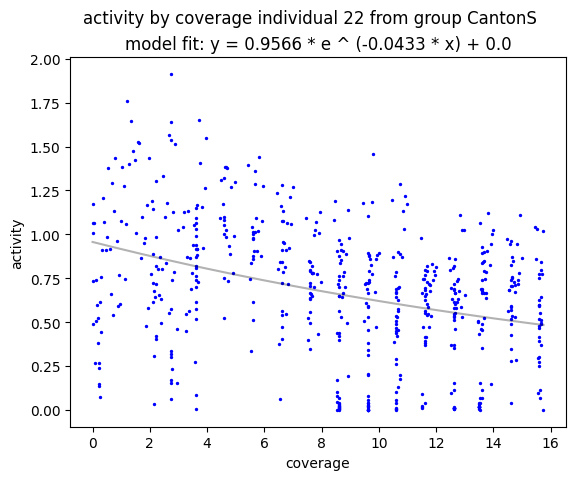 activity by coverage individual 22 from group CantonS
model fit: y = 0.9566 * e ^ (-0.0433 * x) + 0.0
2.00
1.75
1.50
1.25
1.00
0.75
0.50
0.25
0.00
activity
0 2 4 6 8 10 12 14 16
coverage